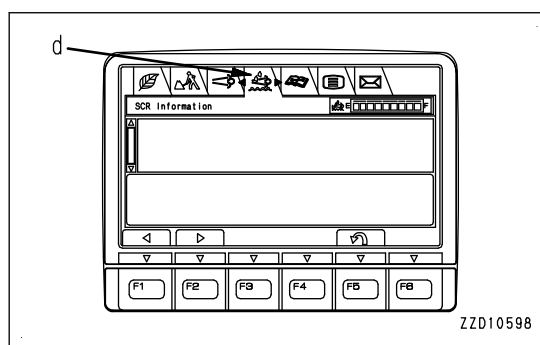 d
SCR Information
E F
F1 F2 F3 F4 F5 F6
ZZD10598